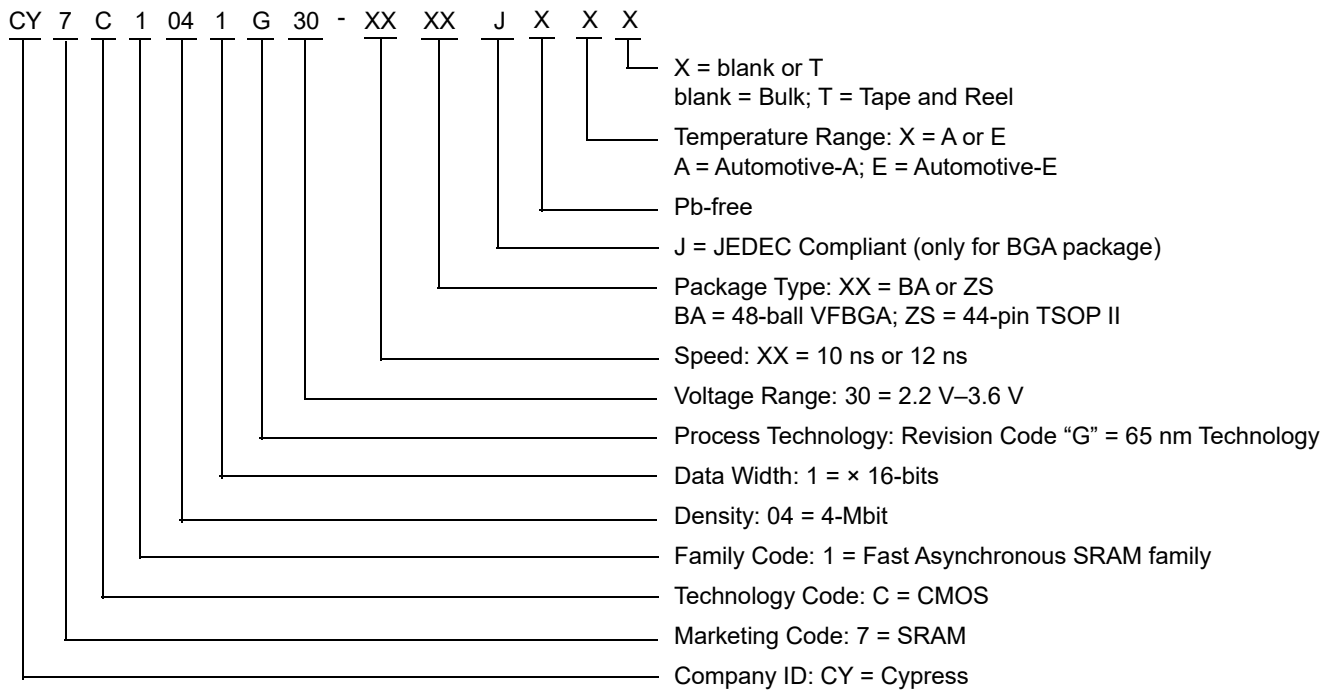 CY 7 C 1 04 1 G 30 - XX XX J X X X
X = blank or T
blank = Bulk; T = Tape and Reel
Temperature Range: X = A or E
A = Automotive-A; E = Automotive-E
Pb-free
J = JEDEC Compliant (only for BGA package)
Package Type: XX = BA or ZS
BA = 48-ball VFBGA; ZS = 44-pin TSOP II
Speed: XX = 10 ns or 12 ns
Voltage Range: 30 = 2.2 V–3.6 V
Process Technology: Revision Code “G” = 65 nm Technology
Data Width: 1 = × 16-bits
Density: 04 = 4-Mbit
Family Code: 1 = Fast Asynchronous SRAM family
Technology Code: C = CMOS
Marketing Code: 7 = SRAM
Company ID: CY = Cypress